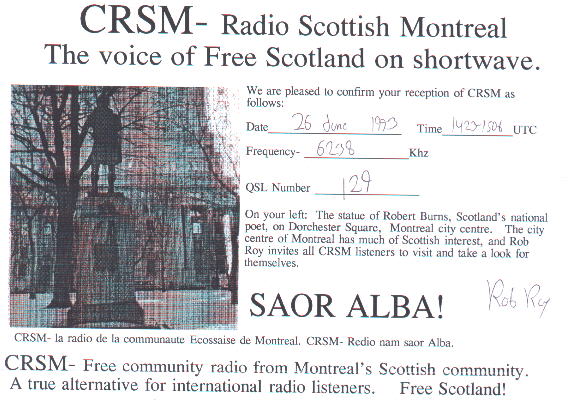 CRSM- Radio Scottish Montreal
The voice of Free Scotland on shortwave.
We are pleased to confirm your reception of CRSM as
follows:
Date 26 June 1993 Time 1423-1506 UTC
Frequency- 6238 Khz
QSL Number 129
On your left: The statue of Robert Burns, Scotland's national
poet, on Dorchester Square, Montreal city centre. The city
centre of Montreal has much of Scottish interest, and Rob
Roy invites all CRSM listeners to visit and take a look for
themselves.
SAOR ALBA! Rob Roy
CRSM- la radio de la communaute Ecossaise de Montreal. CRSM- Redio nam saor Alba.
CRSM- Free community radio from Montreal's Scottish community.
A true alternative for international radio listeners. Free Scotland!